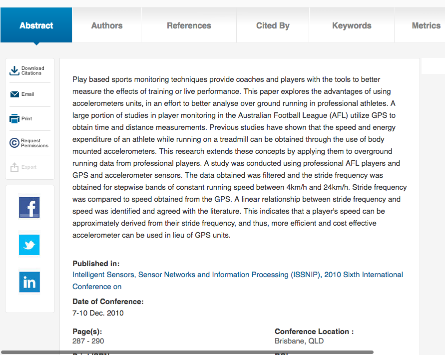 Abstract
Authors
References
Cited By
Keywords
Metrics
Download
Citations
Email
Print
Request
Permissions
Export
Play based sports monitoring techniques provide coaches and players with the tools to better
measure the effects of training or live performance. This paper explores the advantages of using
accelerometers units, in an effort to better analyse over ground running in professional athletes. A
large portion of studies in player monitoring in the Australian Football League (AFL) utilize GPS to
obtain time and distance measurements. Previous studies have shown that the speed and energy
expenditure of an athlete while running on a treadmill can be obtained through the use of body
mounted accelerometers. This research extends these concepts by applying them to overground
running data from professional players. A study was conducted using professional AFL players and
GPS and accelerometer sensors. The data obtained was filtered and the stride frequency was
obtained for stepwise bands of constant running speed between 4km/h and 24km/h. Stride frequency
was compared to speed obtained from the GPS. A linear relationship between stride frequency and
speed was identified and agreed with the literature. This indicates that a player's speed can be
approximately derived from their stride frequency, and thus, more efficient and cost effective
accelerometer can be used in lieu of GPS units.
Published in:
Intelligent Sensors, Sensor Networks and Information Processing (ISSNIP), 2010 Sixth International
Conference on
Date of Conference:
7-10 Dec. 2010
Page(s):
287 - 290
Conference Location :
Brisbane, QLD